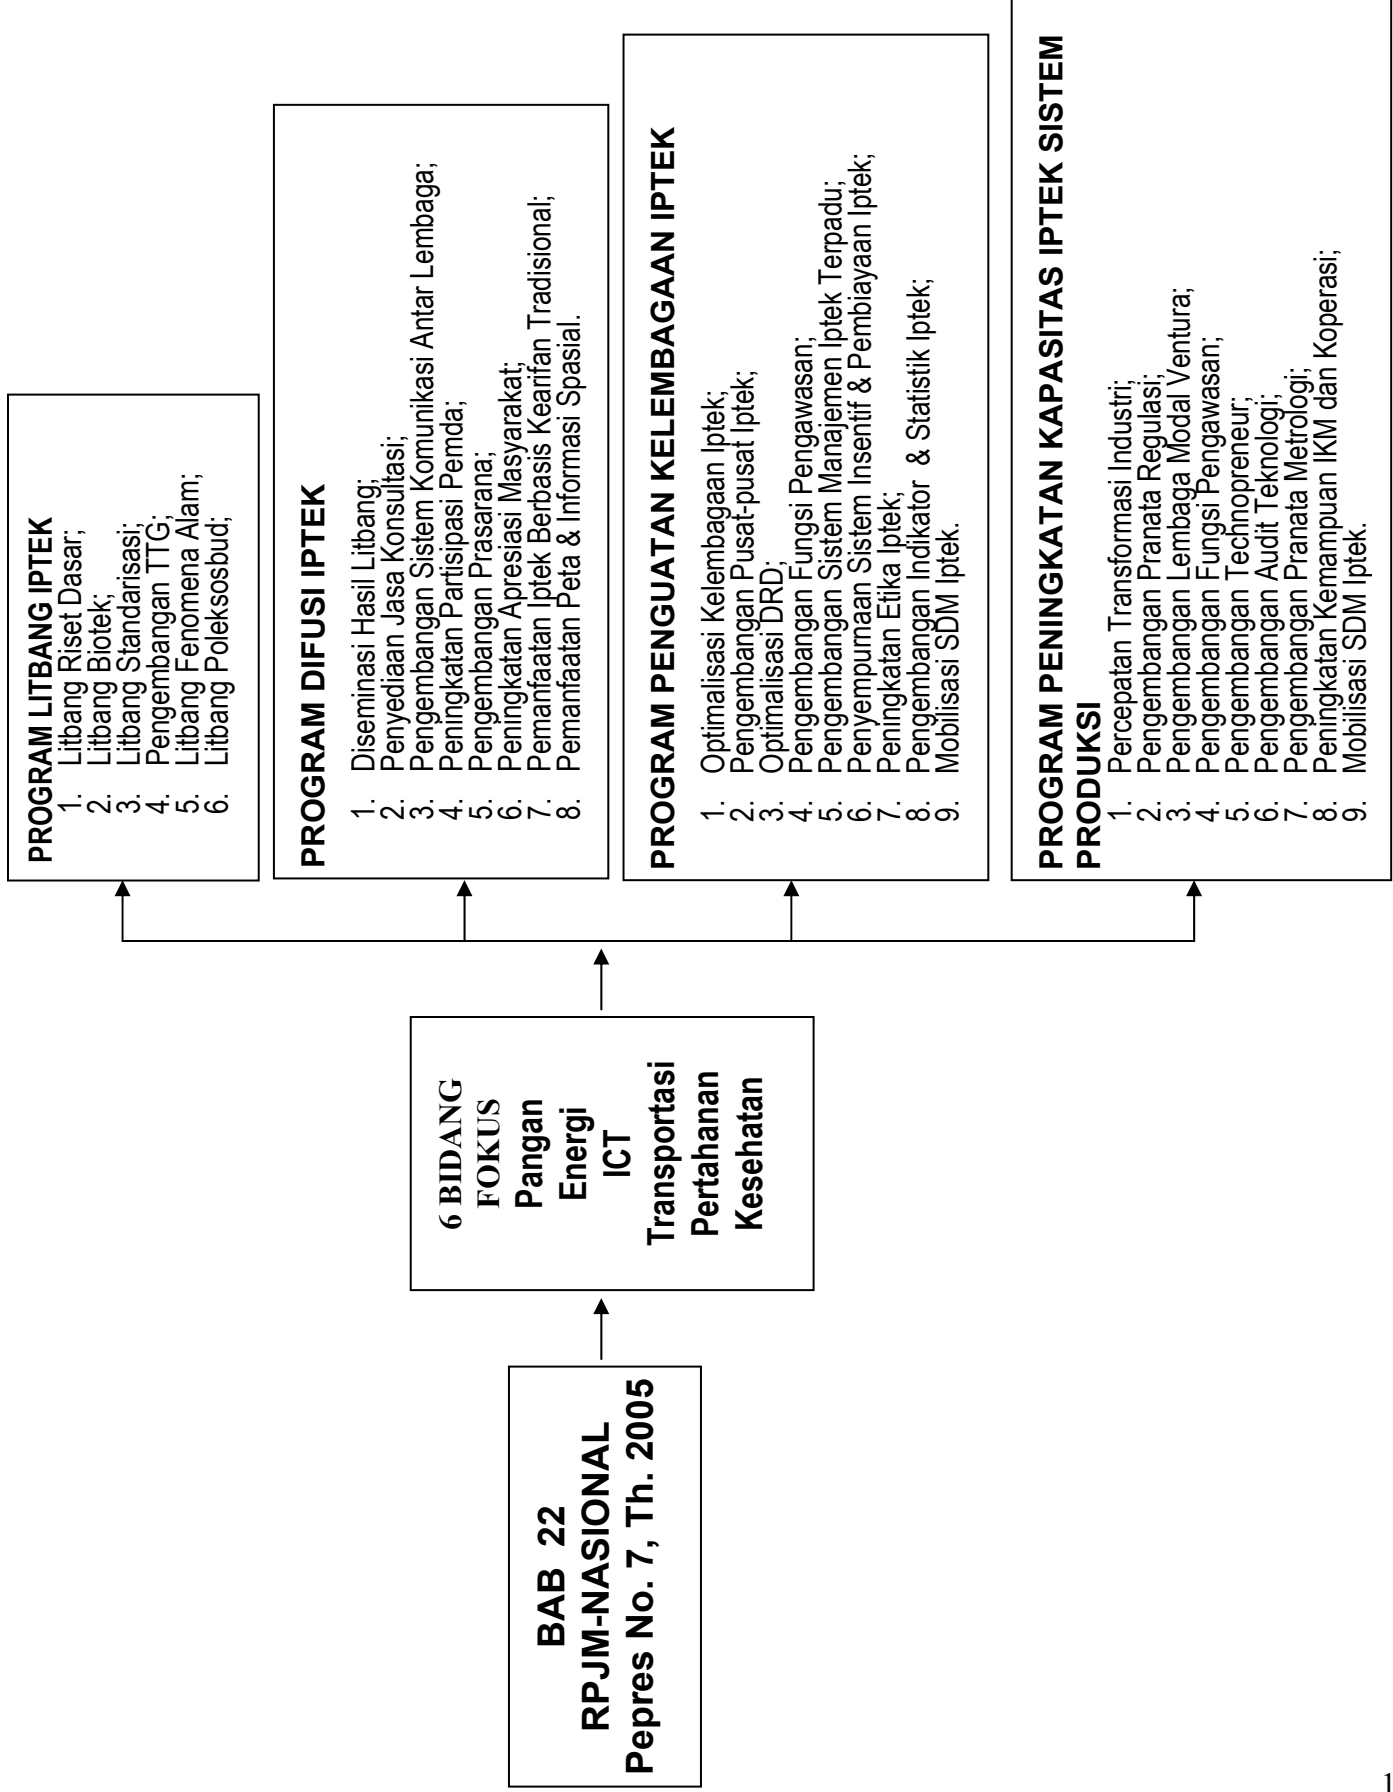 BAB 22
RPJM-NASIONAL
Pepres No. 7, Th. 2005
6 BIDANG
FOKUS
Pangan
Energi
ICT
Transportasi
Pertahanan
Kesehatan
PROGRAM LITBANG IPTEK
1. Litbang Riset Dasar;
2. Litbang Biotek;
3. Litbang Standarisasi;
4. Pengembangan TTG;
5. Litbang Fenomena Alam;
6. Litbang Poleksosbud;
PROGRAM DIFUSI IPTEK
1. Diseminasi Hasil Litbang;
2. Penyediaan Jasa Konsultasi;
3. Pengembangan Sistem Komunikasi Antar Lembaga;
4. Peningkatan Partisipasi Pemda;
5. Pengembangan Prasarana;
6. Peningkatan Apresiasi Masyarakat;
7. Pemanfaatan Iptek Berbasis Kearifan Tradisional;
8. Pemanfaatan Peta & Informasi Spasial.
PROGRAM PENGUATAN KELEMBAGAAN IPTEK
1. Optimalisasi Kelembagaan Iptek;
2. Pengembangan Pusat-pusat Iptek;
3. Optimalisasi DRD;
4. Pengembangan Fungsi Pengawasan;
5. Pengembangan Sistem Manajemen Iptek Terpadu;
6. Penyempurnaan Sistem Insentif & Pembiayaan Iptek;
7. Peningkatan Etika Iptek;
8. Pengembangan Indikator & Statistik Iptek;
9. Mobilisasi SDM Iptek.
PROGRAM PENINGKATAN KAPASITAS IPTEK SISTEM
PRODUKSI
1. Percepatan Transformasi Industri;
2. Pengembangan Pranata Regulasi;
3. Pengembangan Lembaga Modal Ventura;
4. Pengembangan Fungsi Pengawasan;
5. Pengembangan Technopreneur;
6. Pengembangan Audit Teknologi;
7. Pengembangan Pranata Metrologi;
8. Peningkatan Kemampuan IKM dan Koperasi;
9. Mobilisasi SDM Iptek.
1